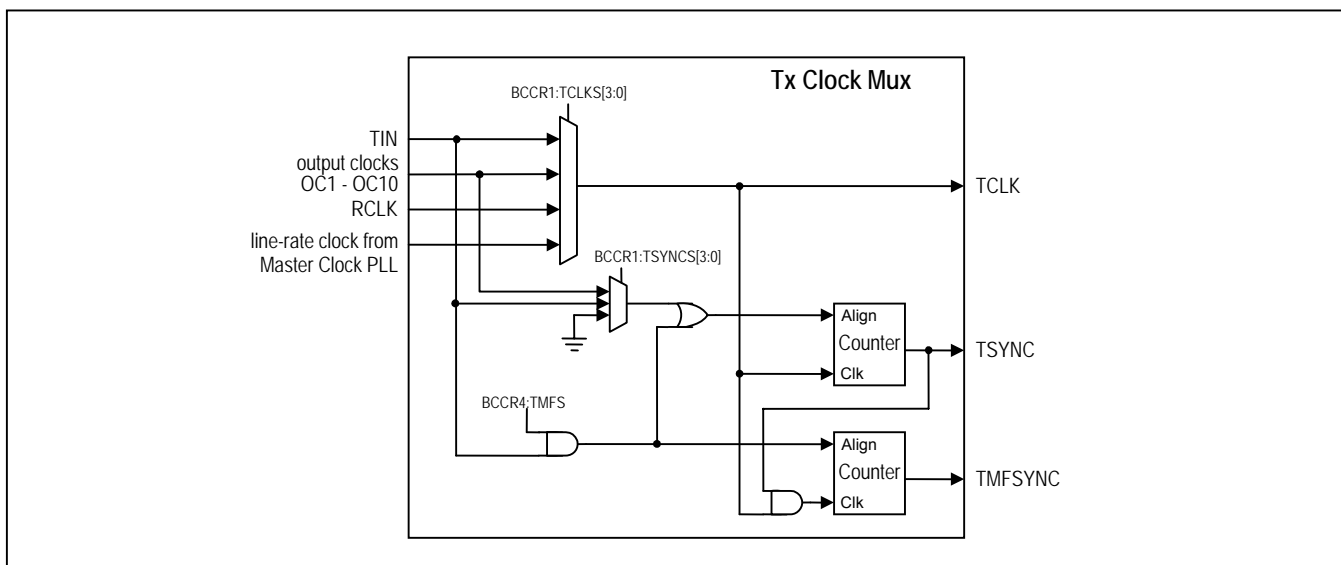 Tx Clock Mux
BCCR1:TCLKS[3:0]
TIN
output clocks
OC1 - OC10
RCLK
line-rate clock from
Master Clock PLL
TCLK
BCCR1:TSYNCS[3:0]
Align
Counter
Clk
TSYNC
BCCR4:TMFS
Align
Counter
Clk
TMFSYNC